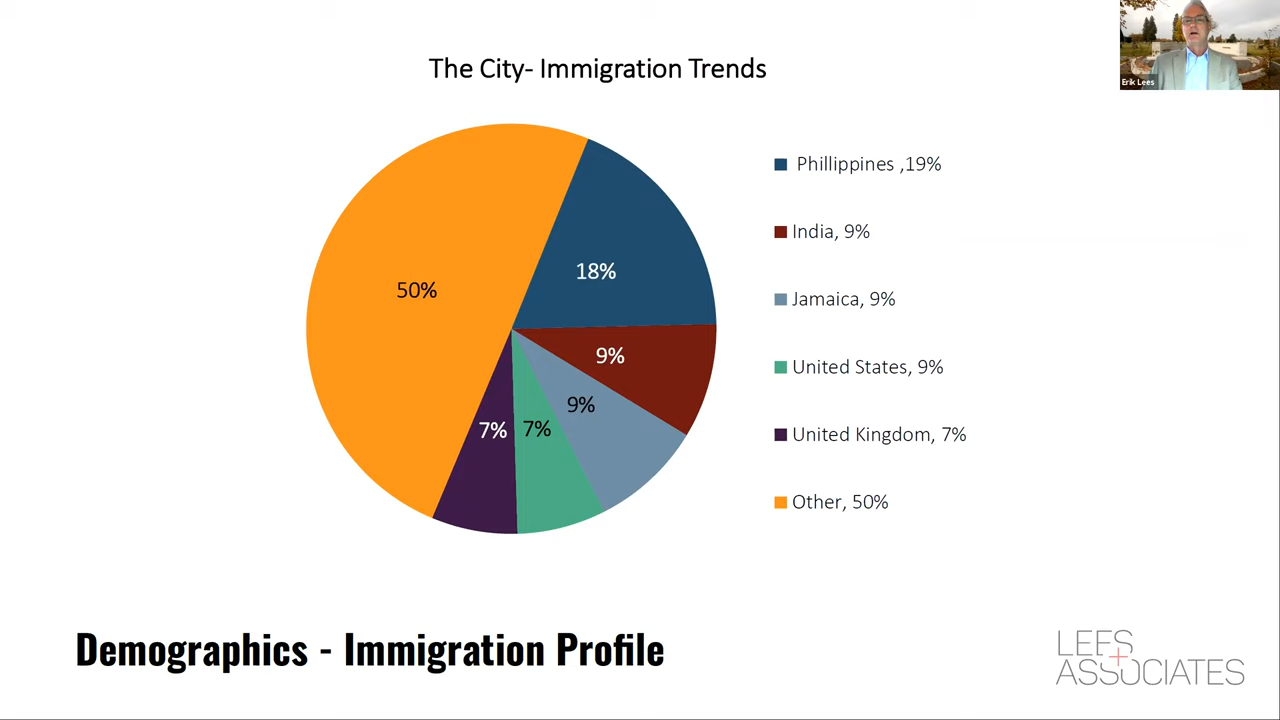 Erik Lees
The City- Immigration Trends
50%
18%
9%
9%
7%
7%
Phillippines ,19%
India, 9%
Jamaica, 9%
United States, 9%
United Kingdom, 7%
Other, 50%
Demographics - Immigration Profile
LEES
+
ASSOCIATES